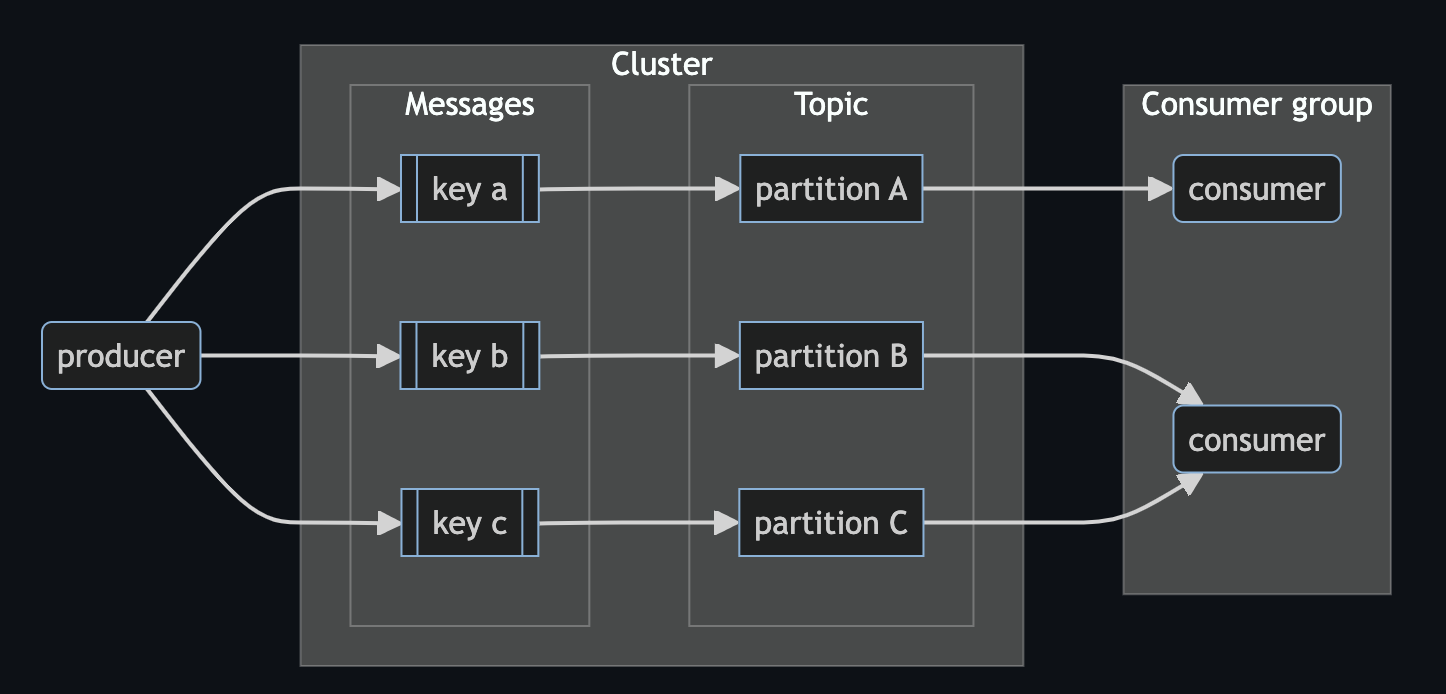 Cluster
Messages
Topic
Consumer group
key a
partition A
consumer
producer
key b
partition B
consumer
key c
partition C